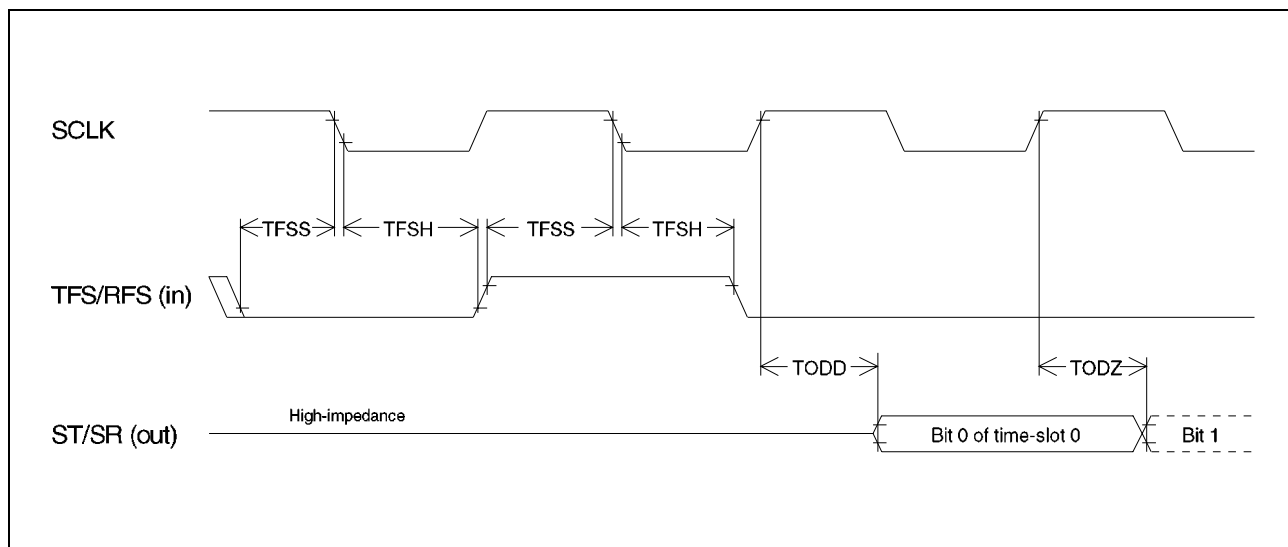 SCLK
TFSS TFSH TFSS TFSH
TFS/RFS (in)
TODD TODZ
High-impedance
ST/SR (out) Bit 0 of time-slot 0 Bit 1